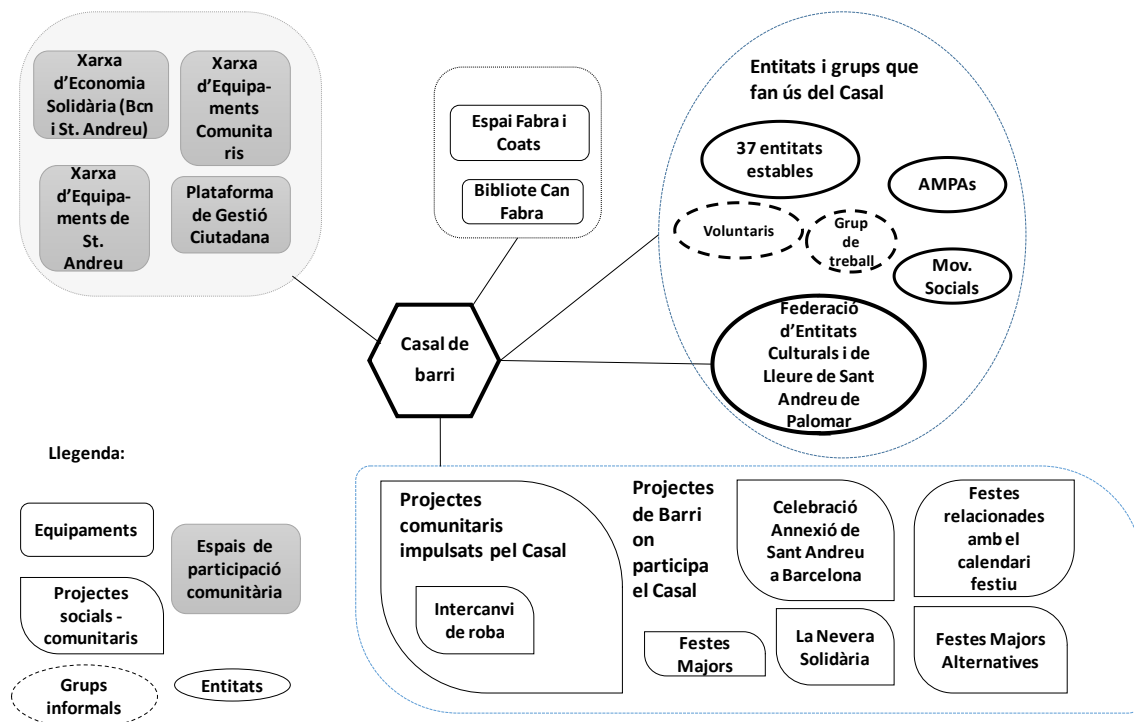 Xarxa
d'Economia
Solidària (Bcn
i St. Andreu)
Xarxa
d'Equipa-
ments
Comunita
ris
Xarxa
d'Equipa-
ments de
St.
Andreu
Plataforma
de Gestió
Ciutadana
Espai Fabra i
Coats
Bibliote Can
Fabra
Entitats i grups que
fan ús del Casal
37 entitats
estables
AMPAs
Voluntaris
Grup
de
treball
Mov.
Socials
Federació
d'Entitats
Culturals i de
Lleure de Sant
Andreu de
Palomar
Casal de
barri
Llegenda:
Equipaments
Projectes
socials -
comunitaris
Espais de
participació
comunitària
Grups
informals
Entitats
Projectes
comunitaris
impulsats pel Casal
Intercanvi
de roba
Projectes
de Barri
on
participa
el Casal
Celebració
Annexió de
Sant Andreu
a Barcelona
Festes
relacionades
amb el
calendari
festiu
Festes
Majors
La Nevera
Solidària
Festes Majors
Alternatives